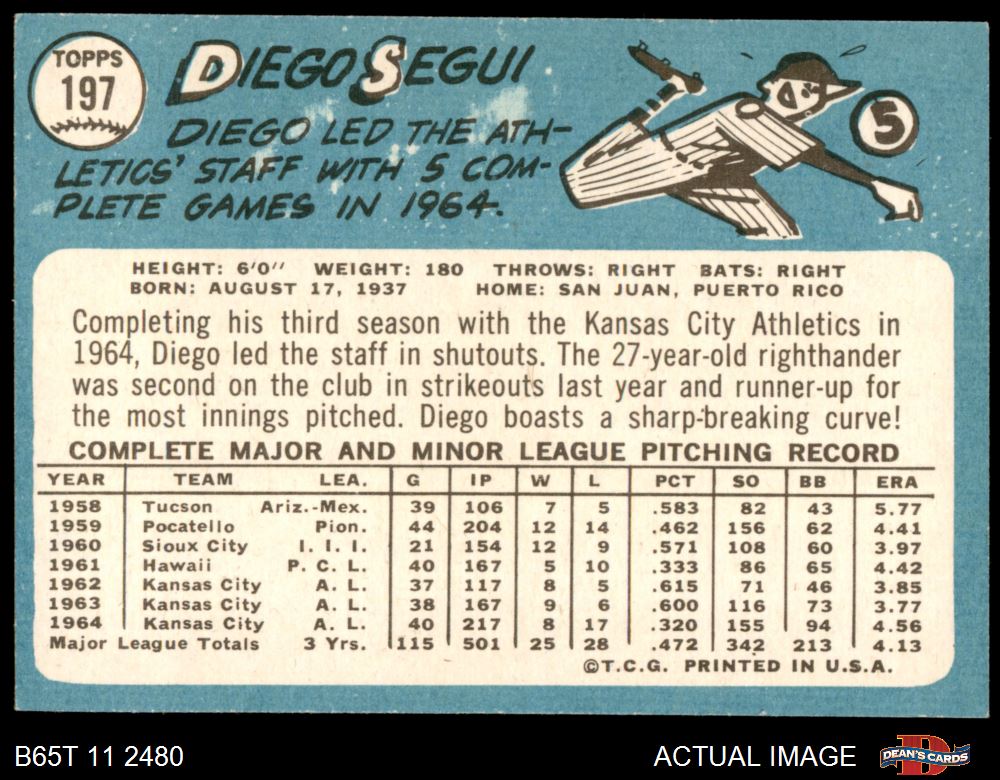 TOPPS
197
DIEGO SEGUI
DIEGO LED THE ATH-
LETICS' STAFF WITH 5 COM-
PLETE GAMES IN 1964.
5
HEIGHT: 6'0" WEIGHT: 180 THROWS: RIGHT BATS: RIGHT
BORN: AUGUST 17, 1937 HOME: SAN JUAN, PUERTO RICO
Completing his third season with the Kansas City Athletics in
1964, Diego led the staff in shutouts. The 27-year-old righthander
was second on the club in strikeouts last year and runner-up for
the most innings pitched. Diego boasts a sharp-breaking curve!
COMPLETE MAJOR AND MINOR LEAGUE PITCHING RECORD
YEAR TEAM LEA. G IP W L PCT SO BB ERA
1958 Tucson Ariz.-Mex. 39 106 7 5 .583 82 43 5.77
1959 Pocatello Pion. 44 204 12 14 .462 156 62 4.41
1960 Sioux City I. I. I. 21 154 12 9 .571 108 60 3.97
1961 Hawaii P. C. L. 40 167 5 10 .333 86 65 4.42
1962 Kansas City A. L. 37 117 8 5 .615 71 46 3.85
1963 Kansas City A. L. 38 167 9 6 .600 116 73 3.77
1964 Kansas City A. L. 40 217 8 17 .320 155 94 4.56
Major League Totals 3 Yrs. 115 501 25 28 .472 342 213 4.13
©T.C.G. PRINTED IN U.S.A.
B65T 11 2480
ACTUAL IMAGE
DEAN'S CARDS